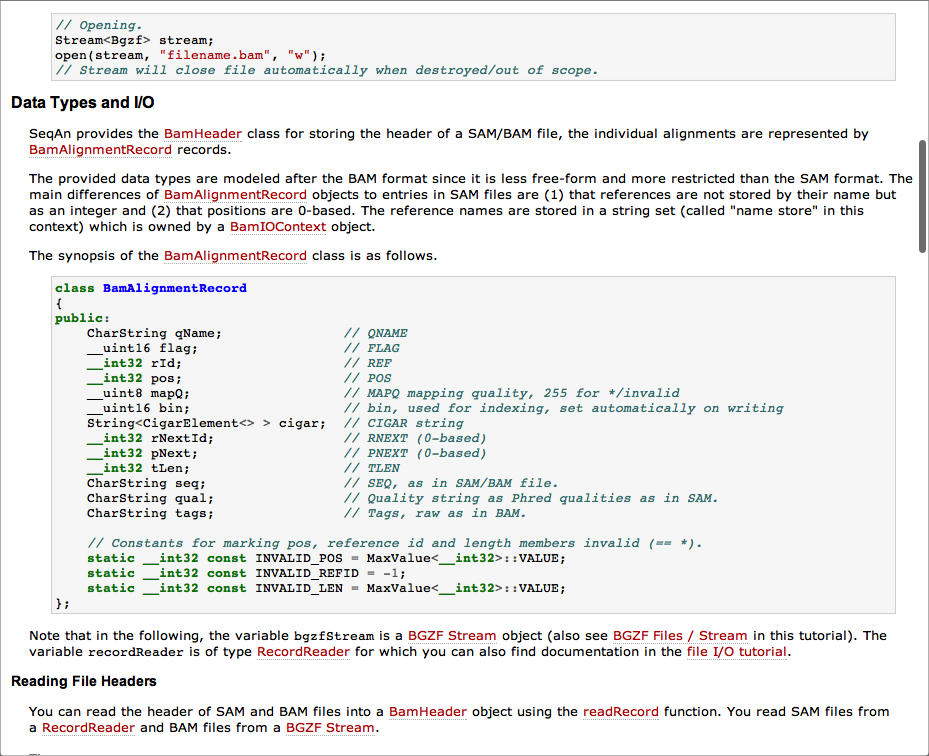 // Opening.
Stream<Bgzf> stream;
open(stream, "filename.bam", "w");
// Stream will close file automatically when destroyed/out of scope.
Data Types and I/O
SeqAn provides the BamHeader class for storing the header of a SAM/BAM file, the individual alignments are represented by
BamAlignmentRecord records.
The provided data types are modeled after the BAM format since it is less free-form and more restricted than the SAM format. The
main differences of BamAlignmentRecord objects to entries in SAM files are (1) that references are not stored by their name but
as an integer and (2) that positions are 0-based. The reference names are stored in a string set (called "name store" in this
context) which is owned by a BamIOContext object.
The synopsis of the BamAlignmentRecord class is as follows.
class BamAlignmentRecord
{
public:
    CharString qName;               // QNAME
    __uint16 flag;                  // FLAG
    __int32 rId;                    // REF
    __int32 pos;                    // POS
    __uint8 mapQ;                   // MAPQ mapping quality, 255 for */invalid
    __uint16 bin;                   // bin, used for indexing, set automatically on writing
    String<CigarElement<> > cigar;  // CIGAR string
    __int32 rNextId;                // RNEXT (0-based)
    __int32 pNext;                  // PNEXT (0-based)
    __int32 tLen;                   // TLEN
    CharString seq;                 // SEQ, as in SAM/BAM file.
    CharString qual;                // Quality string as Phred qualities as in SAM.
    CharString tags;                // Tags, raw as in BAM.
    // Constants for marking pos, reference id and length members invalid (== *).
    static __int32 const INVALID_POS = MaxValue<__int32>::VALUE;
    static __int32 const INVALID_REFID = -1;
    static __int32 const INVALID_LEN = MaxValue<__int32>::VALUE;
};
Note that in the following, the variable bgzfStream is a BGZF Stream object (also see BGZF Files / Stream in this tutorial). The
variable recordReader is of type RecordReader for which you can also find documentation in the file I/O tutorial.
Reading File Headers
You can read the header of SAM and BAM files into a BamHeader object using the readRecord function. You read SAM files from
a RecordReader and BAM files from a BGZF Stream.